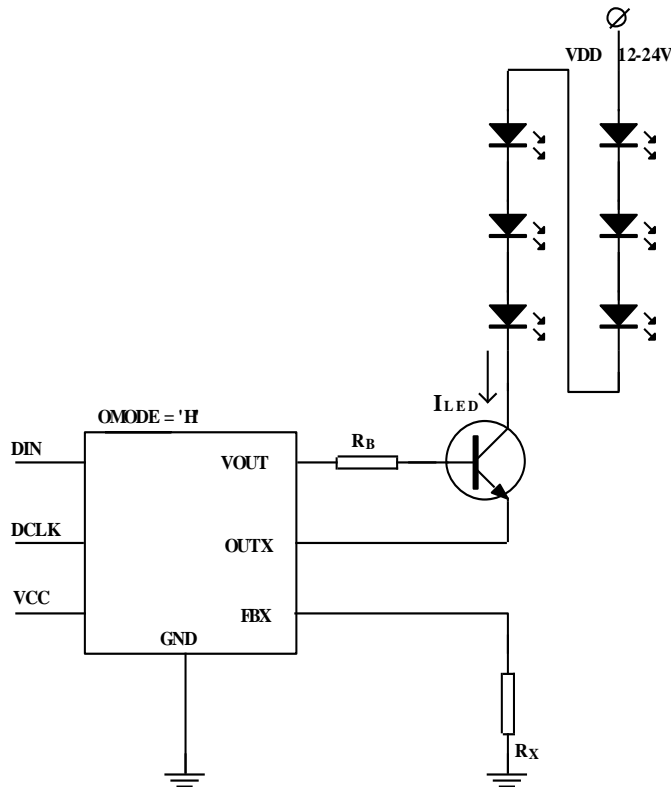 VDD 12-24V
ILED
OMODE = 'H'
RB
DIN
VOUT
DCLK
OUTX
VCC
FBX
GND
RX